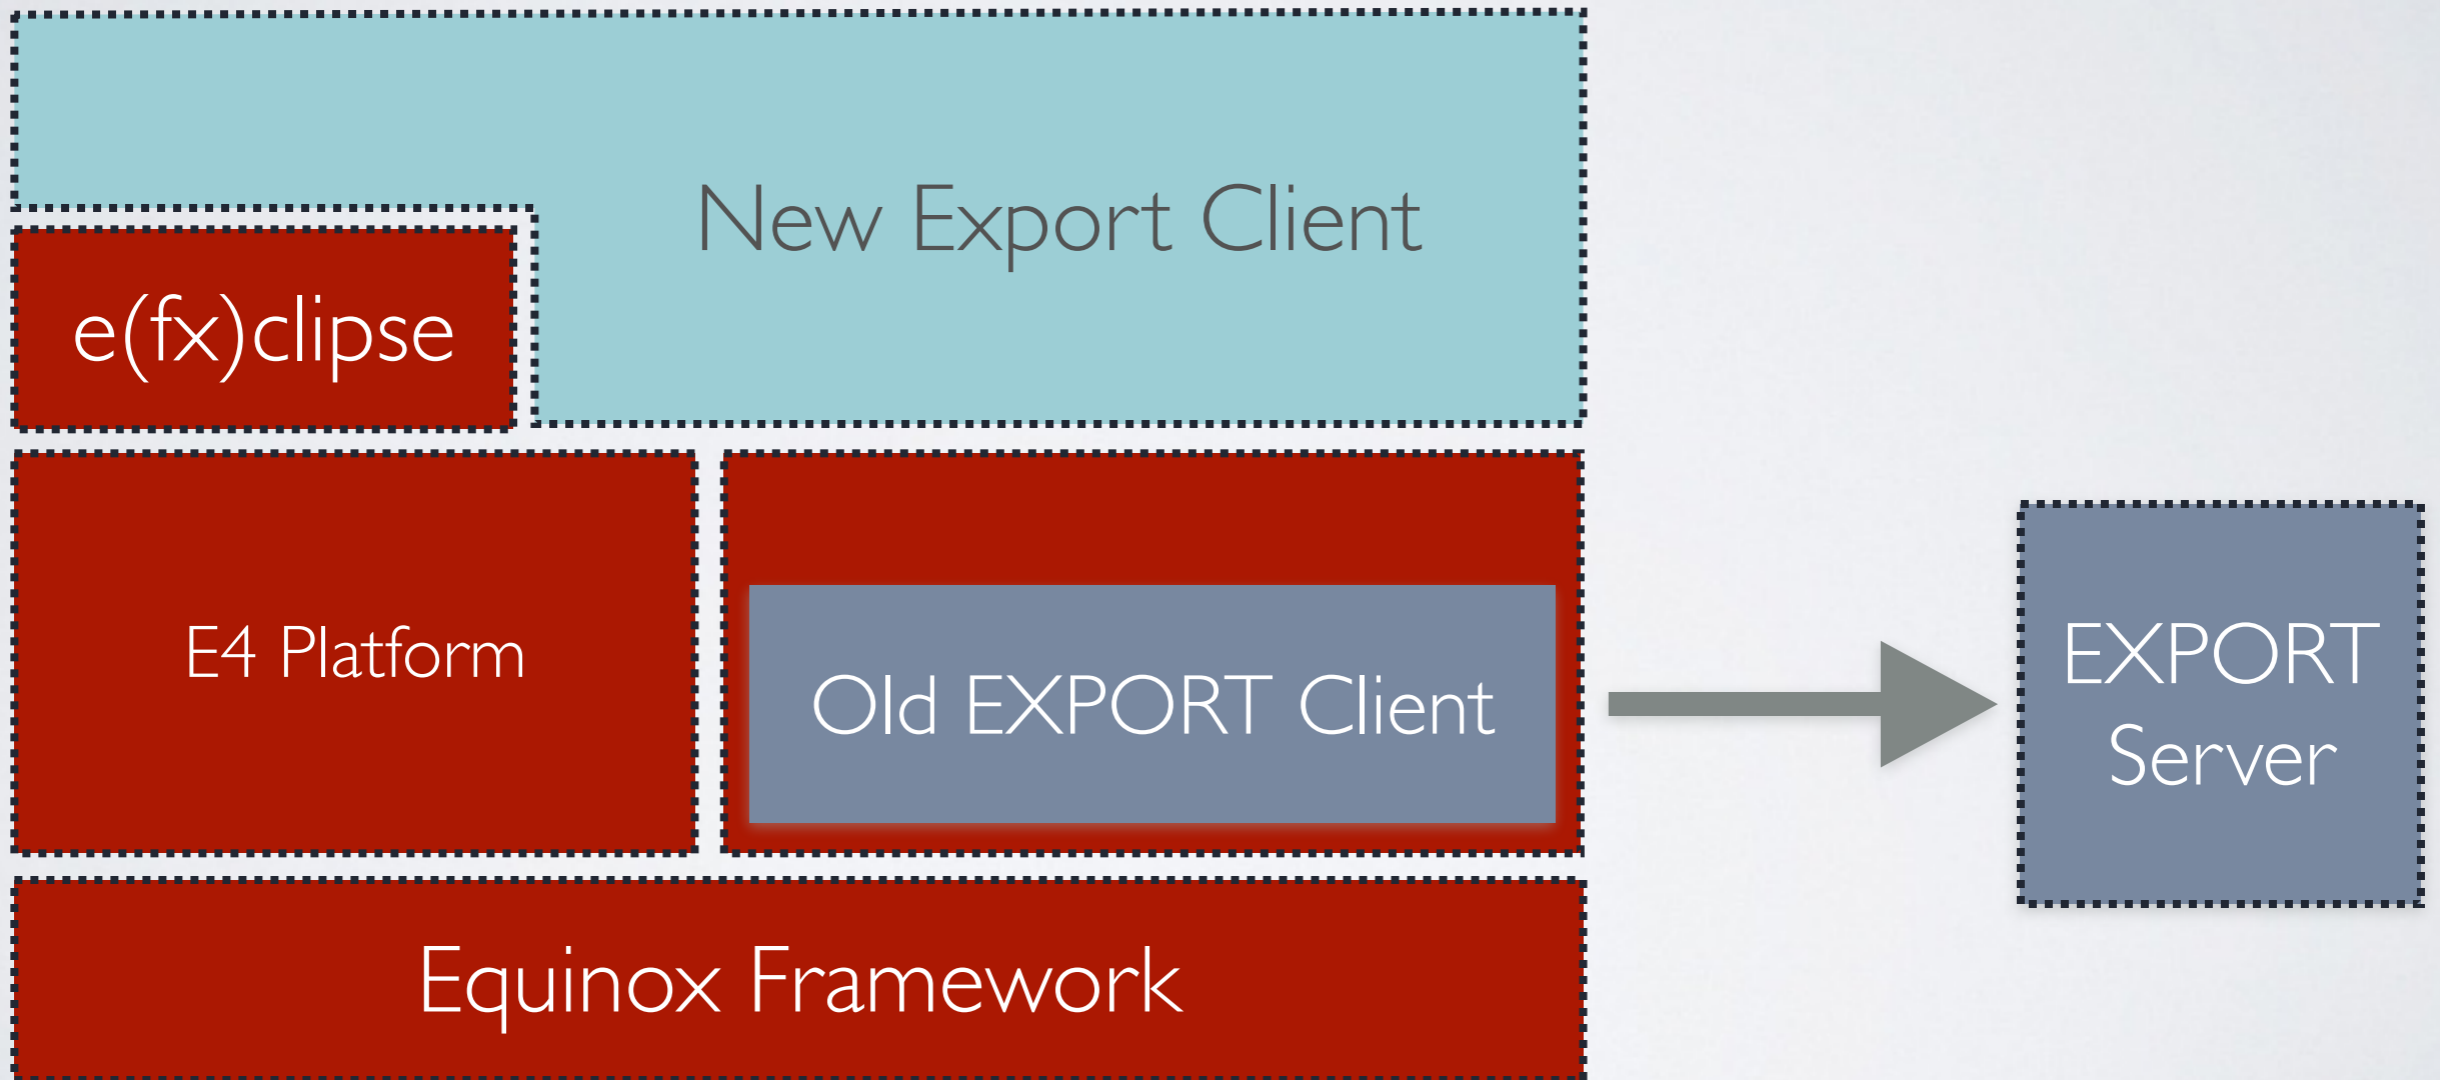 New Export Client
e(fx)clipse
E4 Platform
Old EXPORT Client
EXPORT
Server
Equinox Framework